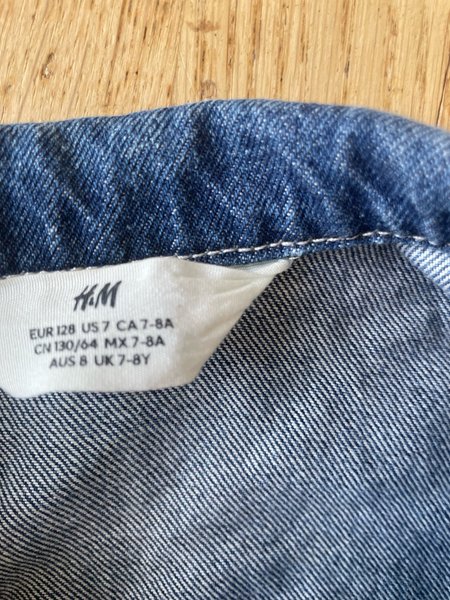 H&M
EUR 128 US 7 CA 7-8A
CN 130/64 MX 7-8A
AUS 8 UK 7-8Y